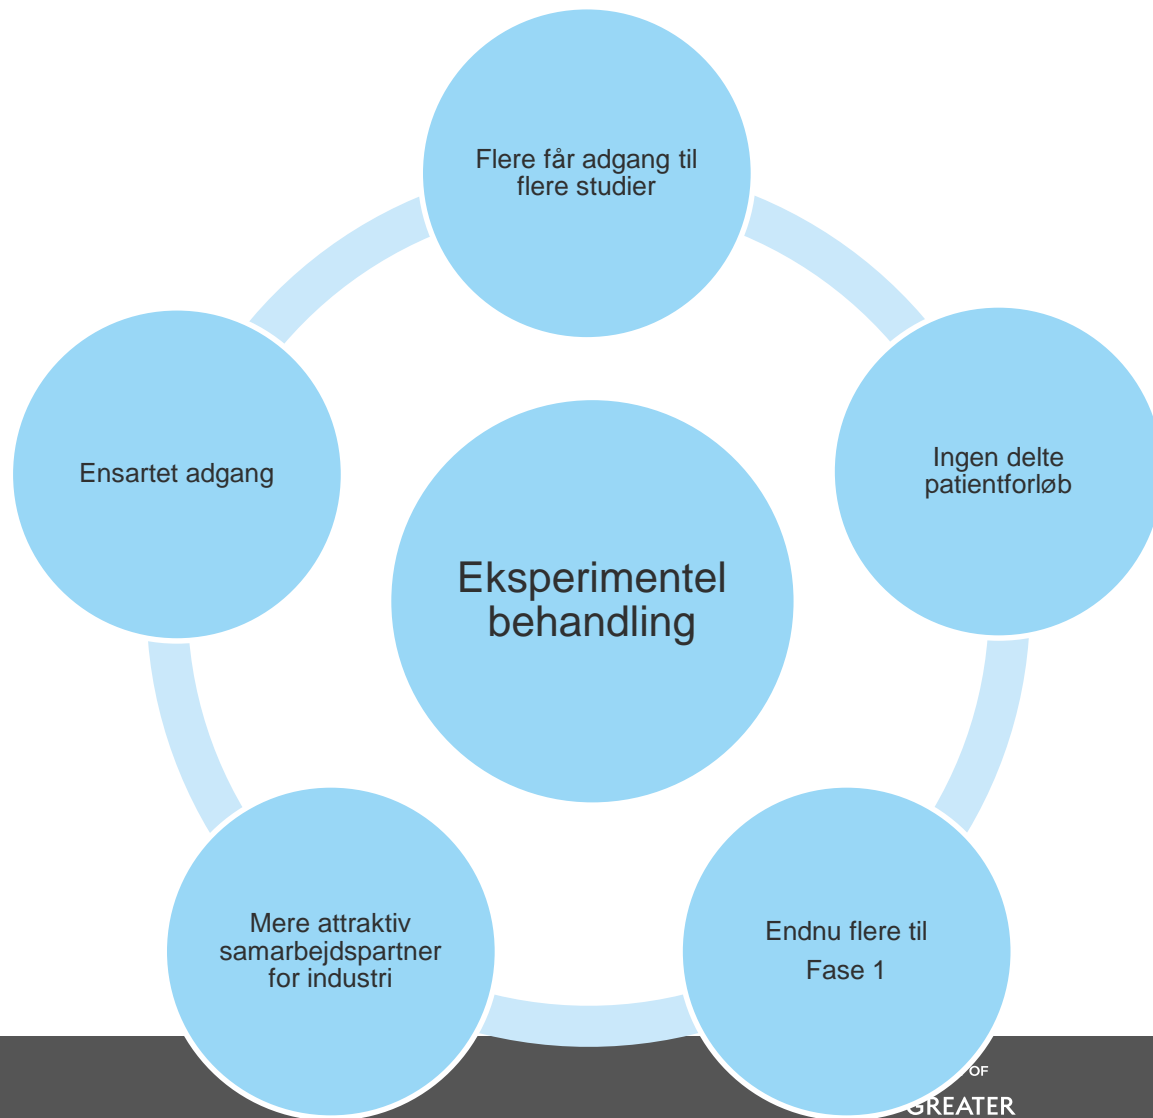 Flere får adgang til
flere studier
Ingen delte
patientforløb
Endnu flere til
Fase 1
Mere attraktiv
samarbejdspartner
for industri
Ensartet adgang
Eksperimentel
behandling
OF
GREATER